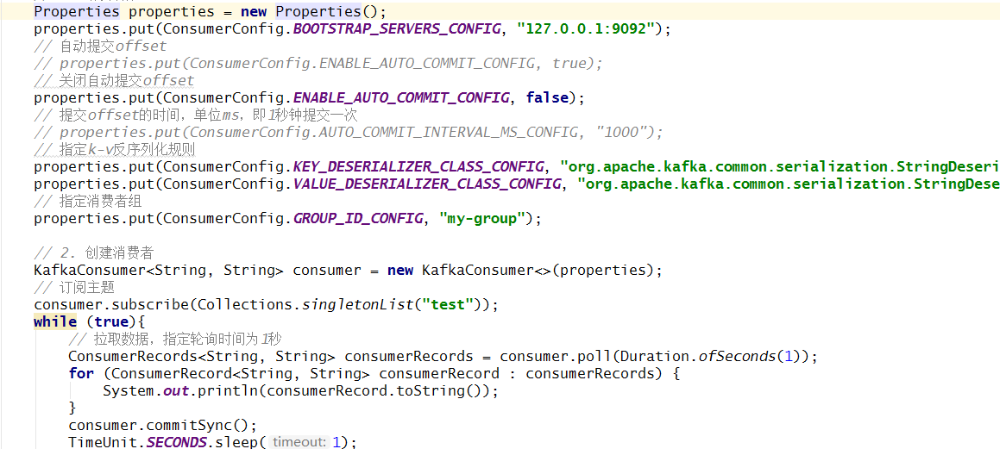 Properties properties = new Properties();
properties.put(ConsumerConfig.BOOTSTRAP_SERVERS_CONFIG, "127.0.0.1:9092");
// 自动提交offset
// properties.put(ConsumerConfig.ENABLE_AUTO_COMMIT_CONFIG, true);
// 关闭自动提交offset
properties.put(ConsumerConfig.ENABLE_AUTO_COMMIT_CONFIG, false);
// 提交offset的时间，单位ms，即1秒钟提交一次
// properties.put(ConsumerConfig.AUTO_COMMIT_INTERVAL_MS_CONFIG, "1000");
// 指定k-v反序列化规则
properties.put(ConsumerConfig.KEY_DESERIALIZER_CLASS_CONFIG, "org.apache.kafka.common.serialization.StringDeseri
properties.put(ConsumerConfig.VALUE_DESERIALIZER_CLASS_CONFIG, "org.apache.kafka.common.serialization.StringDese
// 指定消费者组
properties.put(ConsumerConfig.GROUP_ID_CONFIG, "my-group");
// 2. 创建消费者
KafkaConsumer<String, String> consumer = new KafkaConsumer<>(properties);
// 订阅主题
consumer.subscribe(Collections.singletonList("test"));
while (true){
// 拉取数据，指定轮询时间为1秒
ConsumerRecords<String, String> consumerRecords = consumer.poll(Duration.ofSeconds(1));
for (ConsumerRecord<String, String> consumerRecord : consumerRecords) {
System.out.println(consumerRecord.toString());
}
consumer.commitSync();
TimeUnit.SECONDS.sleep( timeout: 1);